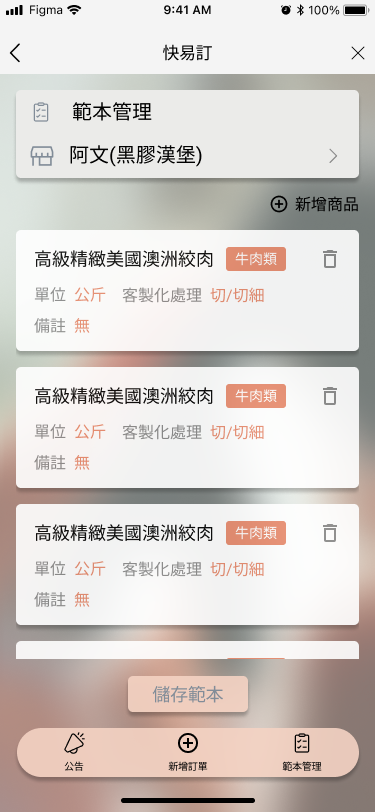 Figma 9:41 AM 100%
快易訂
範本管理
阿文(黑膠漢堡)
新增商品
高級精緻美國澳洲絞肉 牛肉類
單位 公斤 客製化處理 切/切細
備註 無
高級精緻美國澳洲絞肉 牛肉類
單位 公斤 客製化處理 切/切細
備註 無
高級精緻美國澳洲絞肉 牛肉類
單位 公斤 客製化處理 切/切細
備註 無
儲存範本
公告 新增訂單 範本管理